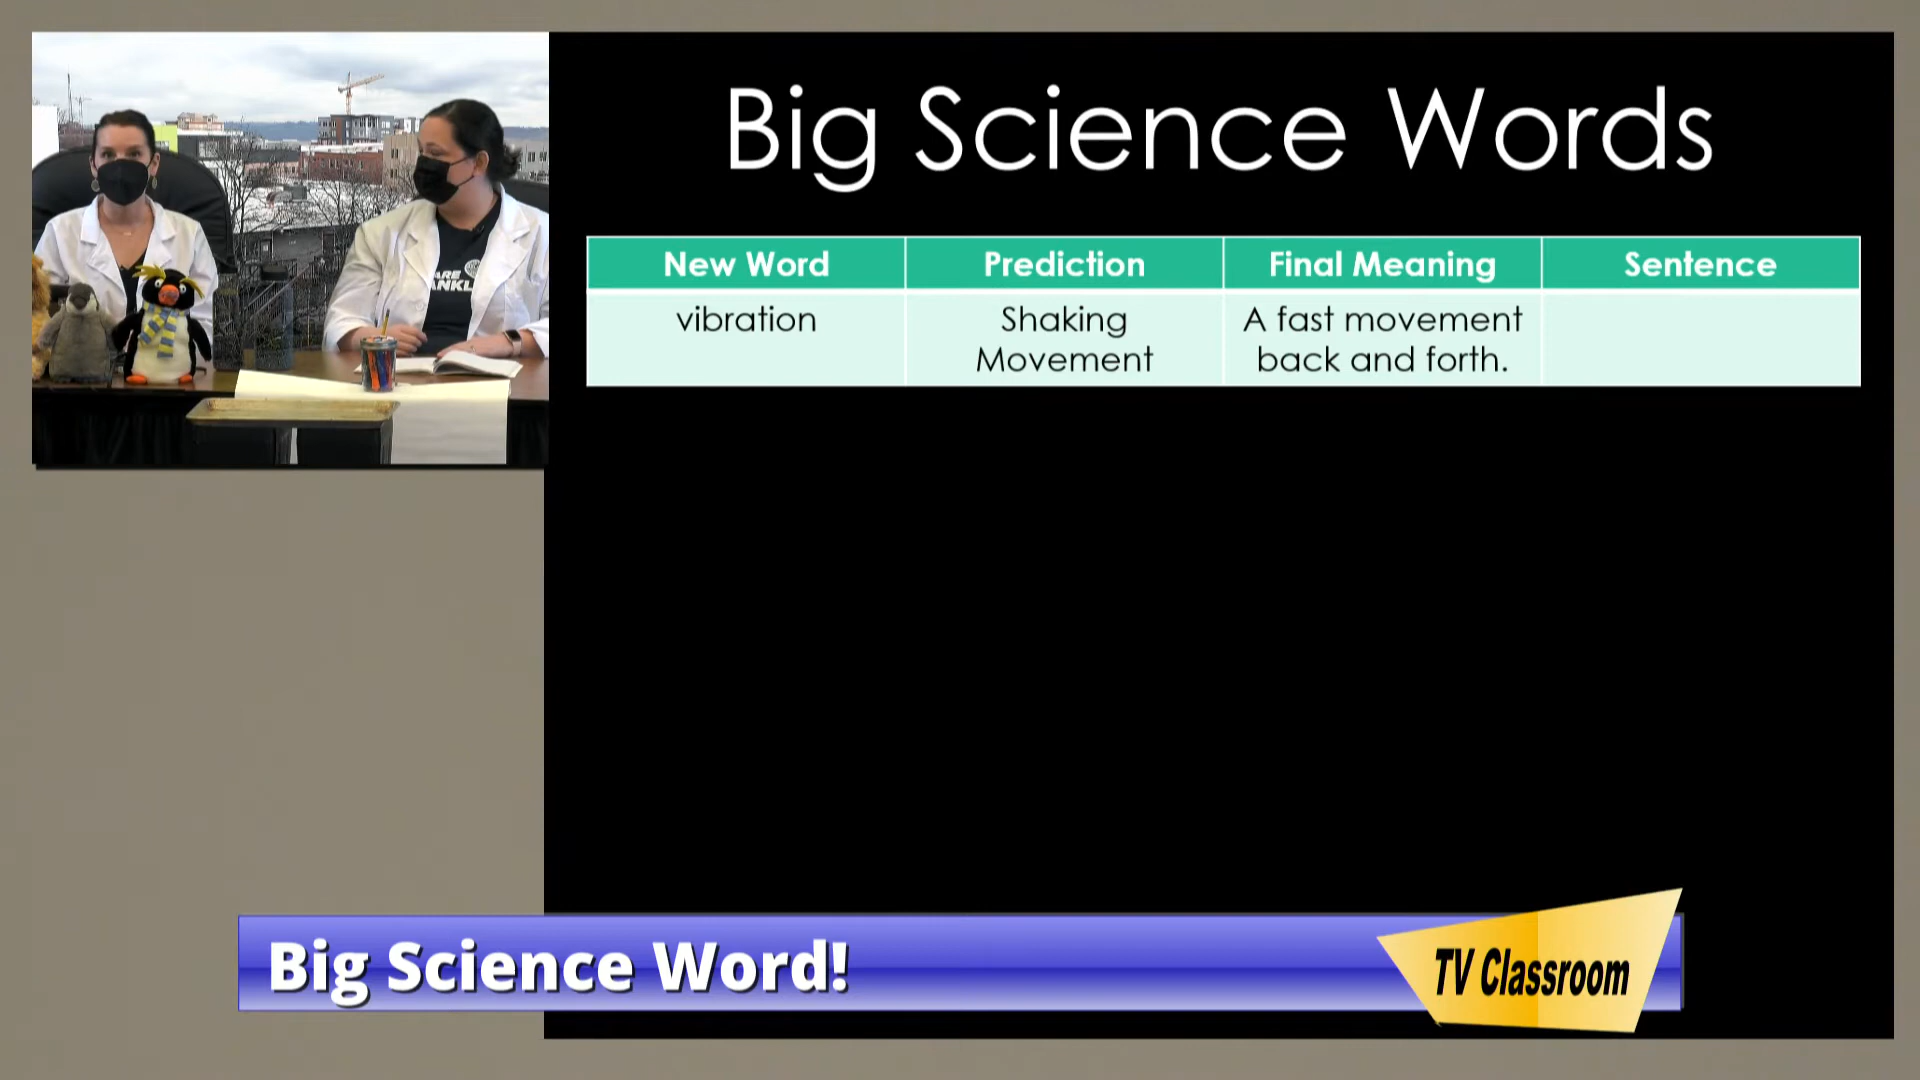 Big Science Words
New Word
Prediction
Final Meaning
Sentence
vibration
Shaking
Movement
A fast movement
back and forth.
Big Science Word!
TV Classroom